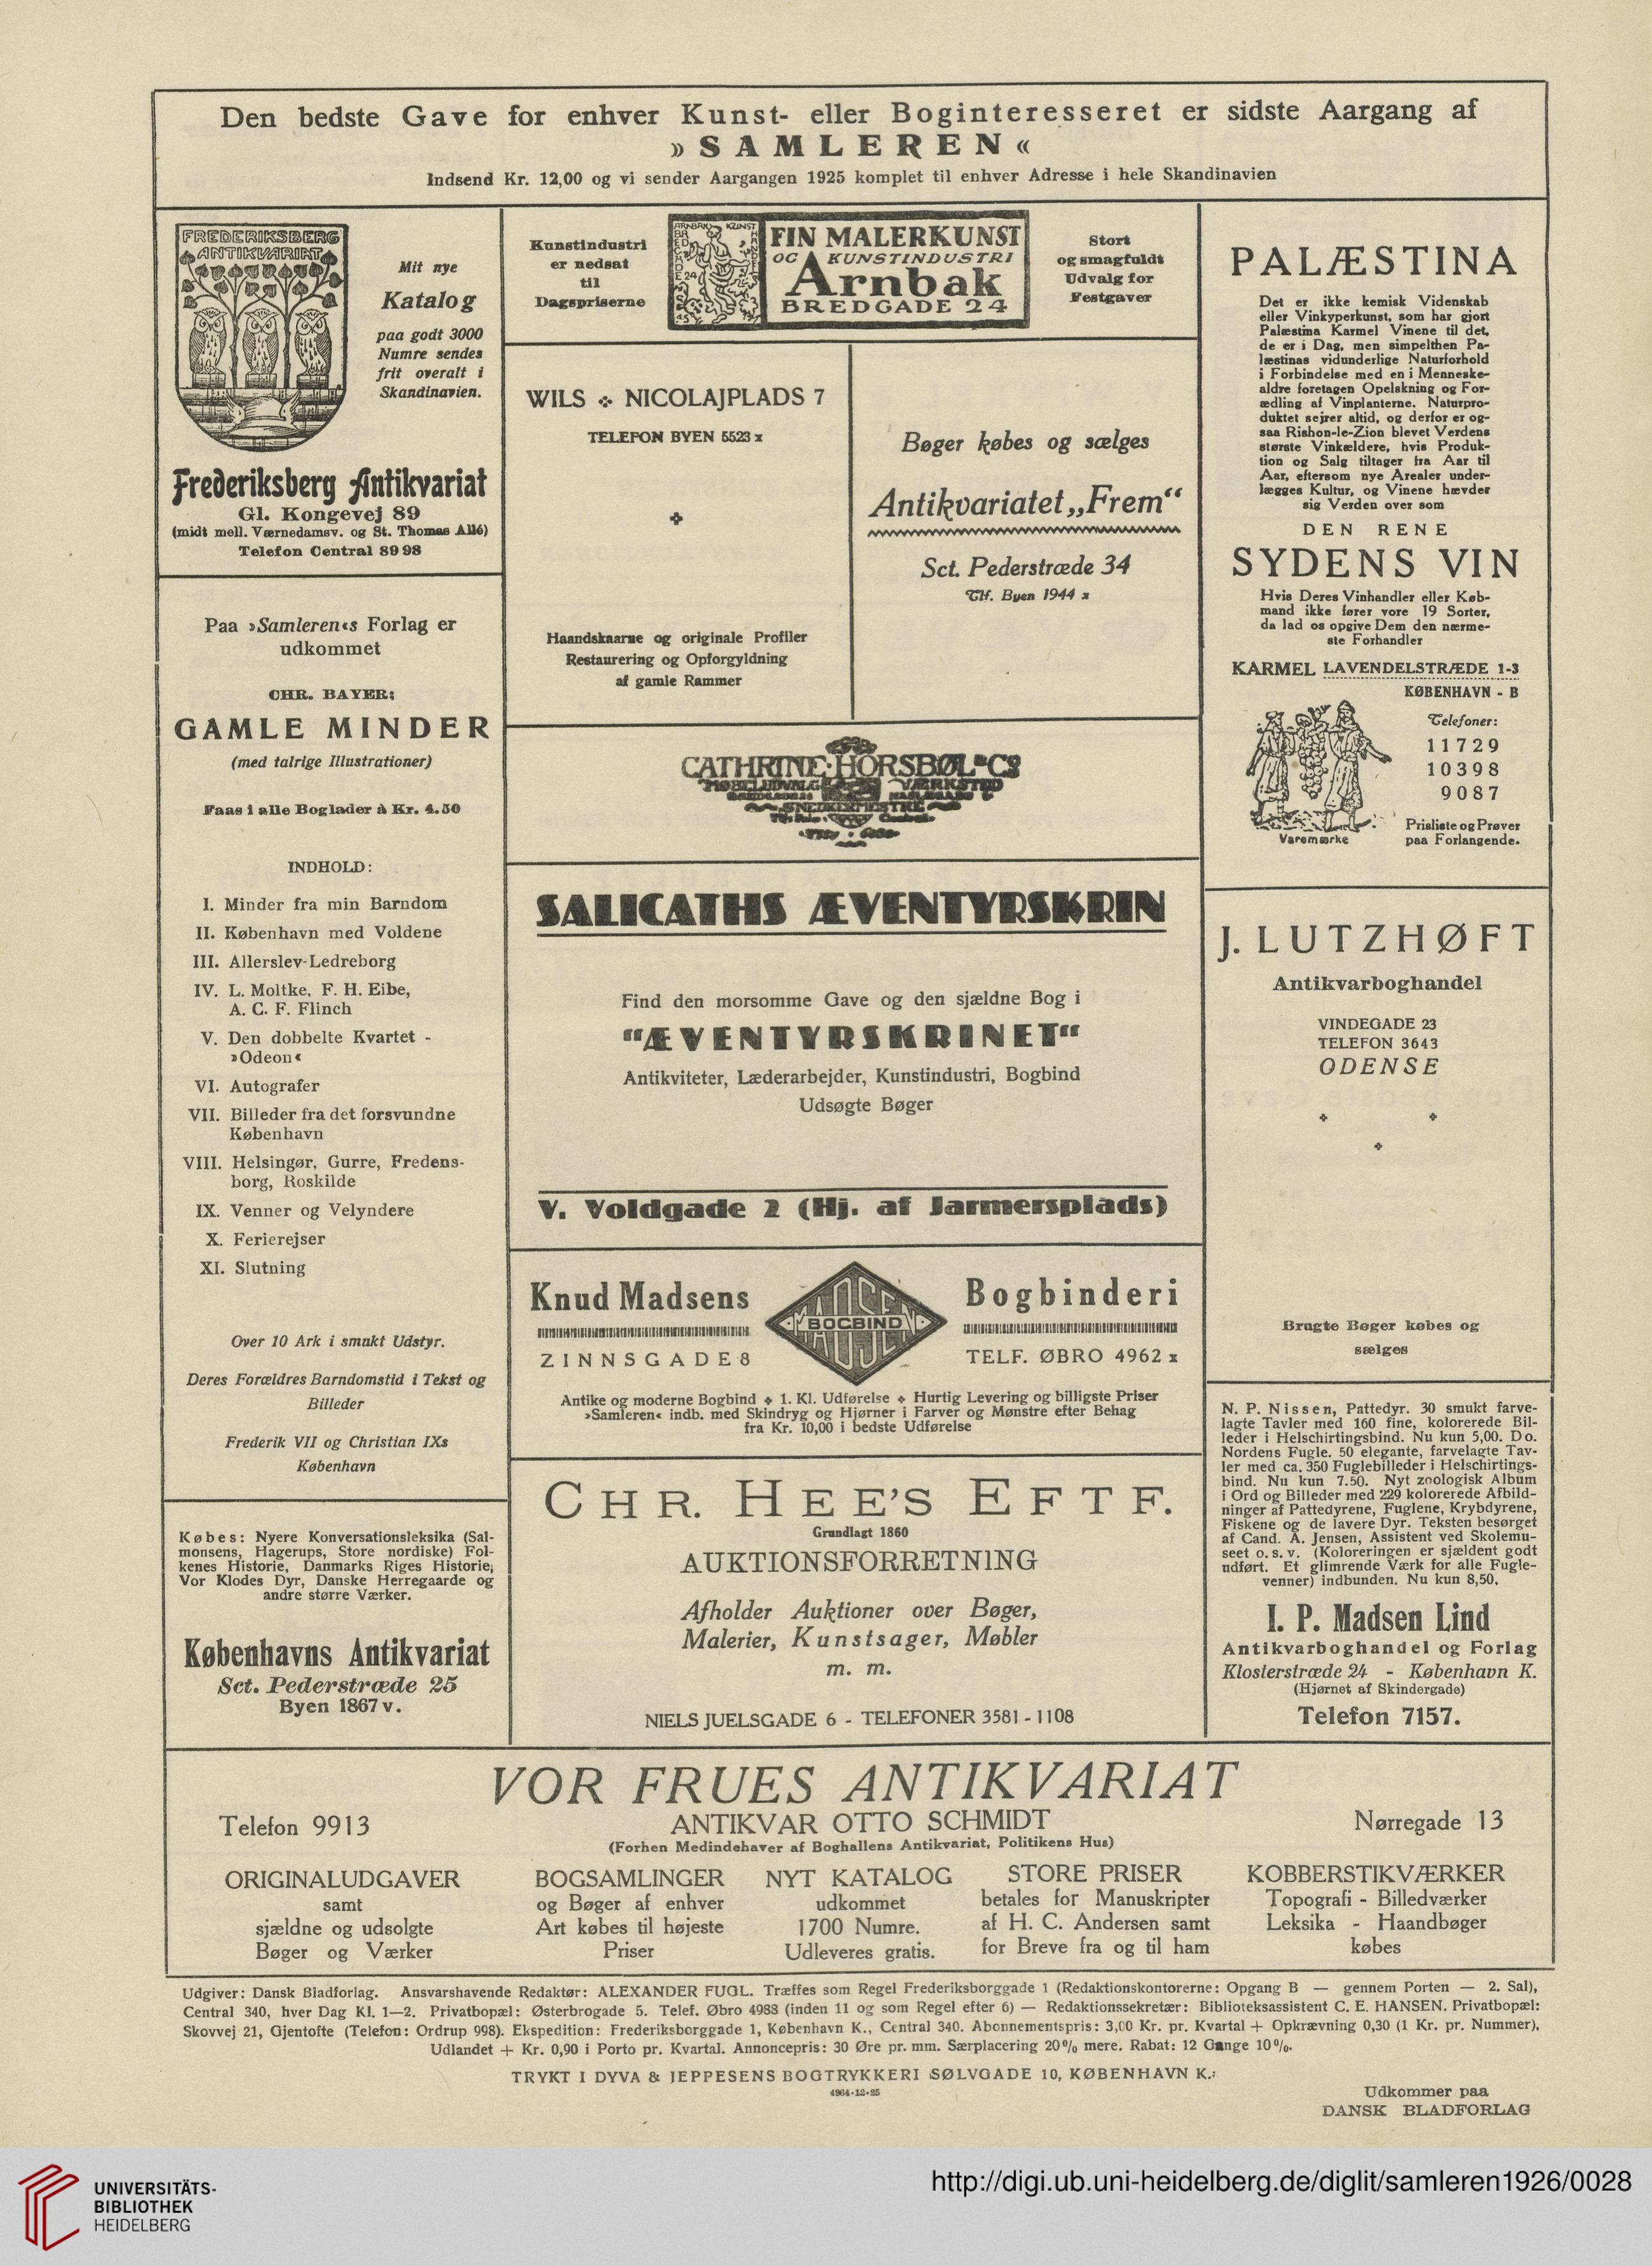 Den bedste Gave for enhver Kunst- eller Boginteresseret er sidste Aargang af
»SAMLEREN«
Indsend Kr. 12,00 og vi sender Aargangen 1925 komplet til enhver Adresse i hele Skandinavien
FREDERIKSBERG
ANTIKVARIAT
Mit nye
Katalog
paa godt 3000
Numre sendes
frit overalt i
Skandinavien.
Frederiksberg Antikvariat
Gl. Kongevej 89
(midt mell. Værnedamsv. og St. Thomas Allé)
Telefon Central 8998
Paa »Samleren«s Forlag er
udkommet
CHR. BAYER:
GAMLE MINDER
(med talrige Illustrationer)
Faas i alle Boglader à Kr. 4.50
INDHOLD:
I. Minder fra min Barndom
II. København med Voldene
III. Allerslev-Ledreborg
IV. L. Moltke, F. H. Eibe,
A. C. F. Flinch
V. Den dobbelte Kvartet -
»Odeon«
VI. Autografer
VII. Billeder fra det forsvundne
København
VIII. Helsingør, Gurre, Fredens-
borg, Roskilde
IX. Venner og Velyndere
X. Ferierejser
XI. Slutning
Over 10 Ark i smukt Udstyr.
Deres Forældres Barndomstid i Tekst og
Billeder
Frederik VII og Christian IXs
København
Købes: Nyere Konversationsleksika (Sal-
monsens, Hagerups, Store nordiske) Fol-
kenes Historie, Danmarks Riges Historie,
Vor Klodes Dyr, Danske Herregaarde og
andre større Værker.
Københavns Antikvariat
Sct. Pederstræde 25
Byen 1867 v.
Kunstindustri
er nedsat
til
Dagspriserne
ARNBAK KUNST
BREDGADE 24
FIN MALERKUNST
OG KUNSTINDUSTRI
Arnbak
BREDGADE 24
Stort
og smagfuldt
Udvalg for
Festgaver
WILS NICOLAJPLADS 7
TELEFON BYEN 5523 x
Haandskaarne og originale Profiler
Restaurering og Opforgyldning
af gamle Rammer
Bøger købes og sælges
Antikvariatet „Frem“
Sct. Pederstræde 34
Tlf. Byen 1944 x
CATHRINE HORSBØL & Co
MØBELUDVALG VÆRKSTED
SNEDKERMESTRE
SALICATHS ÆVENTYRSKRIN
Find den morsomme Gave og den sjældne Bog i
"ÆVENTYRSKRINET"
Antikviteter, Læderarbejder, Kunstindustri, Bogbind
Udsøgte Bøger
V. Voldgade 2 (Hj. af Jarmersplads)
Knud Madsens
ZINNSGADE 8
MADSEN
BOGBIND
Bogbinderi
TELF. ØBRO 4962 x
Antike og moderne Bogbind 1. Kl. Udførelse Hurtig Levering og billigste Priser
»Samleren« indb. med Skindryg og Hjørner i Farver og Mønstre efter Behag
fra Kr. 10,00 i bedste Udførelse
CHR. HEE'S EFTF.
Grundlagt 1860
AUKTIONSFORRETNING
Afholder Auktioner over Bøger,
Malerier, Kunstsager, Møbler
m. m.
NIELS JUELSGADE 6 - TELEFONER 3581 - 1108
PALÆSTINA
Det er ikke kemisk Videnskab
eller Vinkyperkunst, som har gjort
Palæstina Karmel Vinene til det,
de er i Dag, men simpelthen Pa-
læstinas vidunderlige Naturforhold
i Forbindelse med en i Menneske-
aldre foretagen Opelskning og For-
ædling af Vinplanterne. Naturpro-
duktet sejrer altid, og derfor er og-
saa Rishon-le-Zion blevet Verdens
største Vinkældere, hvis Produk-
tion og Salg tiltager fra Aar til
Aar, eftersom nye Arealer under-
lægges Kultur, og Vinene hævder
sig Verden over som
DEN RENE
SYDENS VIN
Hvis Deres Vinhandler eller Køb-
mand ikke fører vore 19 Sorter,
da lad os opgive Dem den nærme-
ste Forhandler
KARMEL LAVENDELSTRÆDE 1-3
KØBENHAVN - B
Telefoner:
11729
10398
9087
Varemærke
Prisliste og Prøver
paa Forlangende.
J. LUTZHØFT
Antikvarboghandel
VINDEGADE 23
TELEFON 3643
ODENSE
Brugte Bøger købes og
sælges
N. P. Nissen, Pattedyr. 30 smukt farve-
lagte Tavler med 160 fine, kolorerede Bil-
leder i Helschirtingsbind. Nu kun 5,00. Do.
Nordens Fugle. 50 elegante, farvelagte Tav-
ler med ca. 350 Fuglebilleder i Helschirtings-
bind. Nu kun 7.50. Nyt zoologisk Album
i Ord og Billeder med 229 kolorerede Afbild-
ninger af Pattedyrene, Fuglene, Krybdyrene,
Fiskene og de lavere Dyr. Teksten besørget
af Cand. A. Jensen, Assistent ved Skolemu-
seet o. s. v. (Koloreringen er sjældent godt
udført. Et glimrende Værk for alle Fugle-
venner) indbunden. Nu kun 8,50.
I. P. Madsen Lind
Antikvarboghandel og Forlag
Klosterstræde 24 - København K.
(Hjørnet af Skindergade)
Telefon 7157.
VOR FRUES ANTIKVARIAT
Telefon 9913
ANTIKVAR OTTO SCHMIDT
Nørregade 13
(Forhen Medindehaver af Boghallens Antikvariat, Politikens Hus)
ORIGINALUDGAVER
samt
sjældne og udsolgte
Bøger og Værker
BOGSAMLINGER
og Bøger af enhver
Art købes til højeste
Priser
NYT KATALOG
udkommet
1700 Numre.
Udleveres gratis.
STORE PRISER
betales for Manuskripter
af H. C. Andersen samt
for Breve fra og til ham
KOBBERSTIKVÆRKER
Topografi - Billedværker
Leksika - Haandbøger
købes
Udgiver: Dansk Bladforlag. Ansvarshavende Redaktør: ALEXANDER FUGL. Træffes som Regel Frederiksborggade 1 (Redaktionskontorerne: Opgang B — gennem Porten — 2. Sal),
Central 340, hver Dag Kl. 1—2. Privatbopæl: Østerbrogade 5. Telef. Øbro 4983 (inden 11 og som Regel efter 6) — Redaktionssekretær: Biblioteksassistent C. E. HANSEN. Privatbopæl:
Skovvej 21, Gjentofte (Telefon: Ordrup 998). Ekspedition: Frederiksborggade 1, København K., Central 340. Abonnementspris: 3,00 Kr. pr. Kvartal + Opkrævning 0,30 (1 Kr. pr. Nummer),
Udlandet + Kr. 0,90 i Porto pr. Kvartal. Annoncepris: 30 Øre pr. mm. Særplacering 20% mere. Rabat: 12 Gange 10%.
TRYKT I DYVA & JEPPESENS BOGTRYKKERI SØLVGADE 10, KØBENHAVN K.:
4964-12-25
Udkommer paa
DANSK BLADFORLAG
UNIVERSITÄTS-
BIBLIOTHEK
HEIDELBERG
http://digi.ub.uni-heidelberg.de/diglit/samleren1926/0028